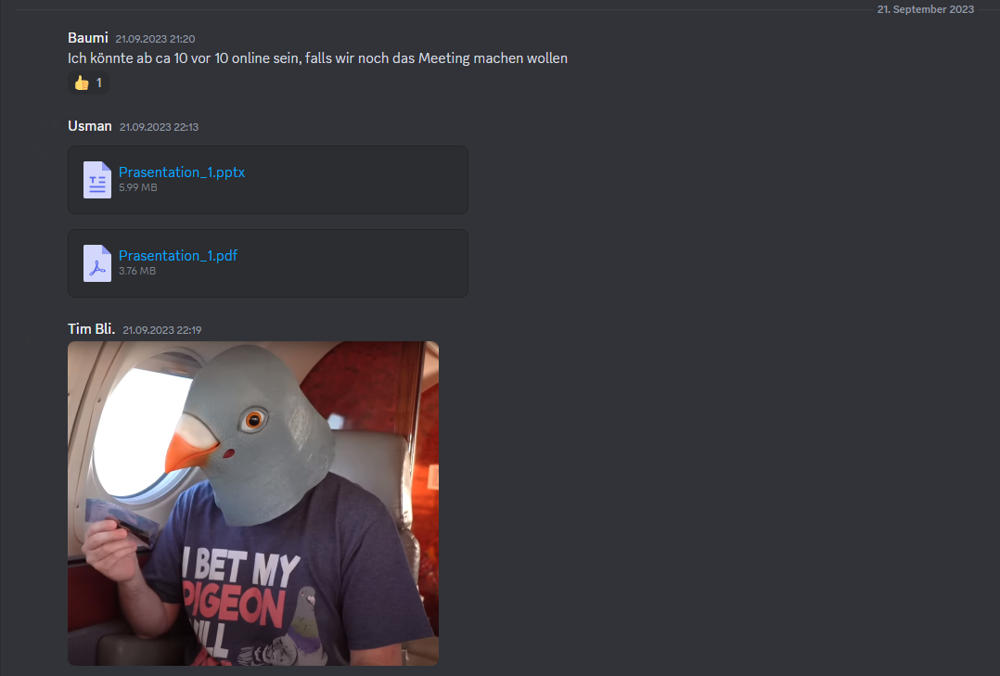 21. September 2023
Baumi 21.09.2023 21:20
Ich könnte ab ca 10 vor 10 online sein, falls wir noch das Meeting machen wollen
👍 1
Usman 21.09.2023 22:13
Prasentation_1.pptx
5.99 MB
Prasentation_1.pdf
3.76 MB
Tim Bli. 21.09.2023 22:19
I BET MY
PIGEON